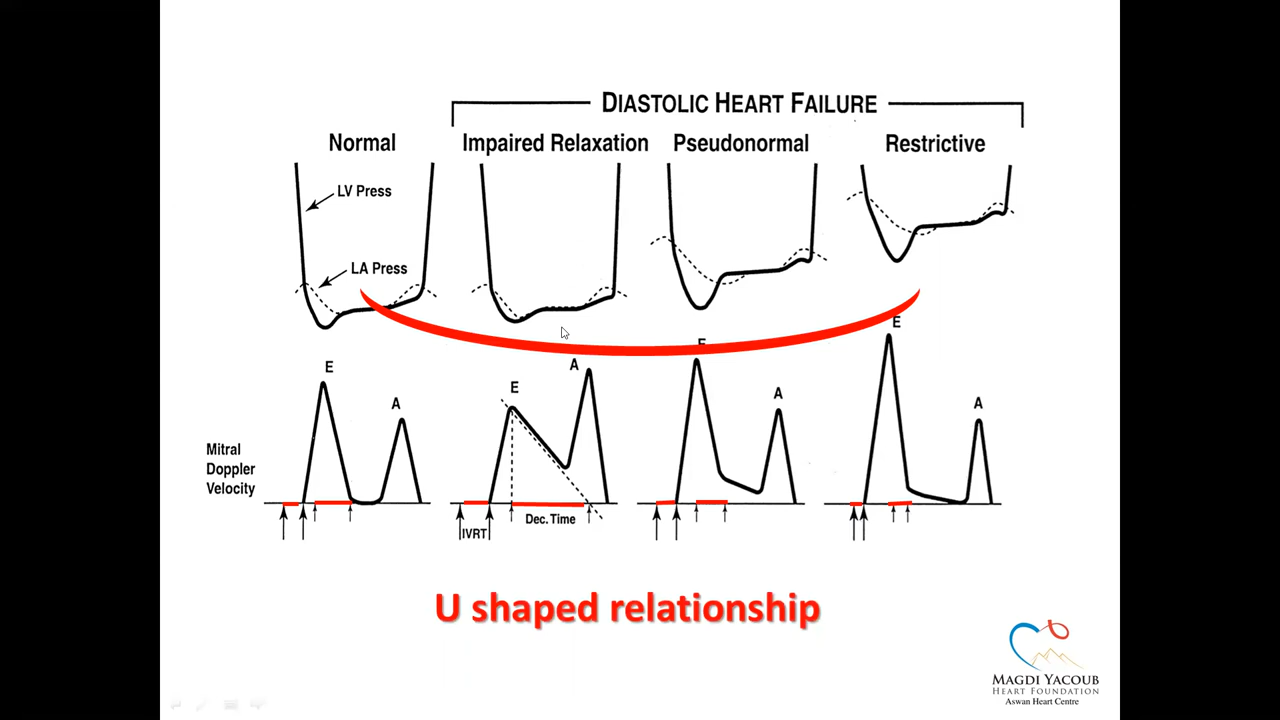 DIASTOLIC HEART FAILURE
Normal
Impaired Relaxation
Pseudonormal
Restrictive
LV Press
LA Press
E
A
E
A
E
A
E
A
Mitral
Doppler
Velocity
IVRT
Dec. Time
U shaped relationship
MAGDI YACOUB
HEART FOUNDATION
Aswan Heart Centre